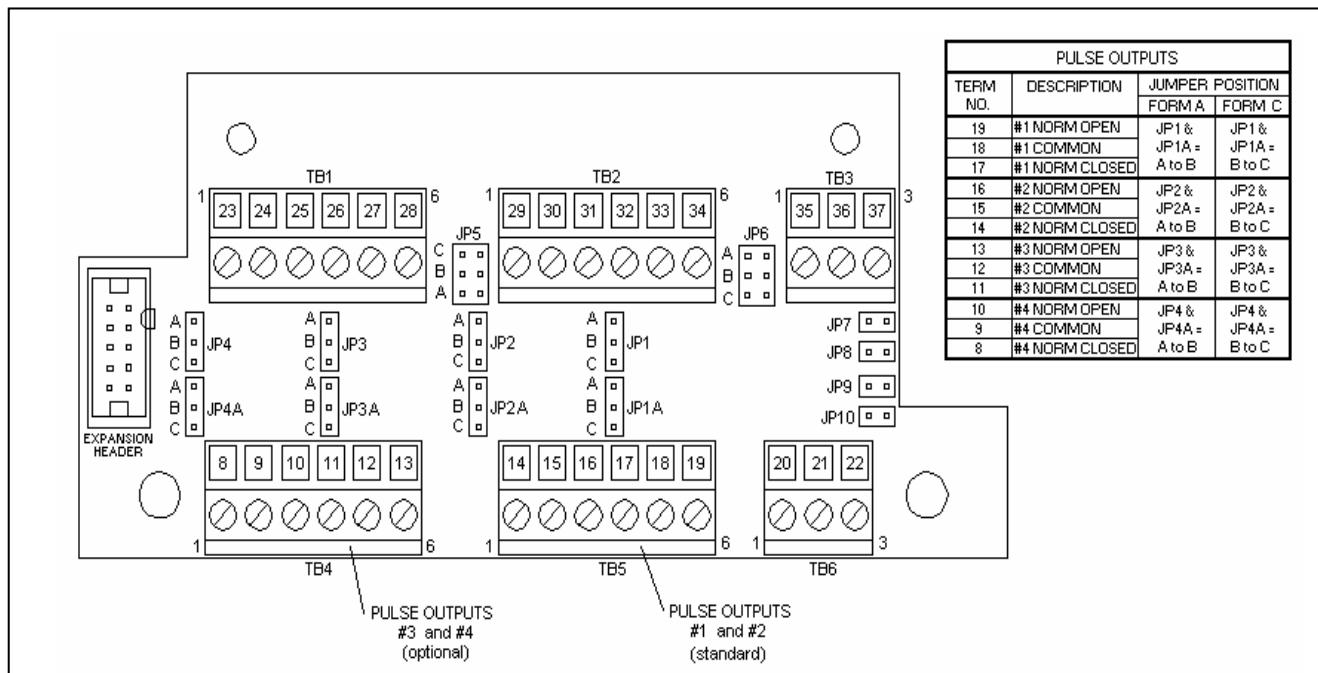 PULSE OUTPUTS
TERM NO. DESCRIPTION JUMPER POSITION
FORM A FORM C
19 #1 NORM OPEN JP1 & JP1 &
18 #1 COMMON JP1A = JP1A =
17 #1 NORM CLOSED A to B B to C
16 #2 NORM OPEN JP2 & JP2 &
15 #2 COMMON JP2A = JP2A =
14 #2 NORM CLOSED A to B B to C
13 #3 NORM OPEN JP3 & JP3 &
12 #3 COMMON JP3A = JP3A =
11 #3 NORM CLOSED A to B B to C
10 #4 NORM OPEN JP4 & JP4 &
9 #4 COMMON JP4A = JP4A =
8 #4 NORM CLOSED A to B B to C
TB1 TB2 TB3
1 6 1 6 1 3
23 24 25 26 27 28 29 30 31 32 33 34 35 36 37
JP5 JP6
C A
B B
A C
A A A A JP7
B JP4 B JP3 B JP2 B JP1
C C C C JP8
A A A A JP9
B JP4A B JP3A B JP2A B JP1A
C C C C JP10
EXPANSION
HEADER
8 9 10 11 12 13 14 15 16 17 18 19 20 21 22
1 6 1 6 1 3
TB4 TB5 TB6
PULSE OUTPUTS
#3 and #4
(optional)
PULSE OUTPUTS
#1 and #2
(standard)